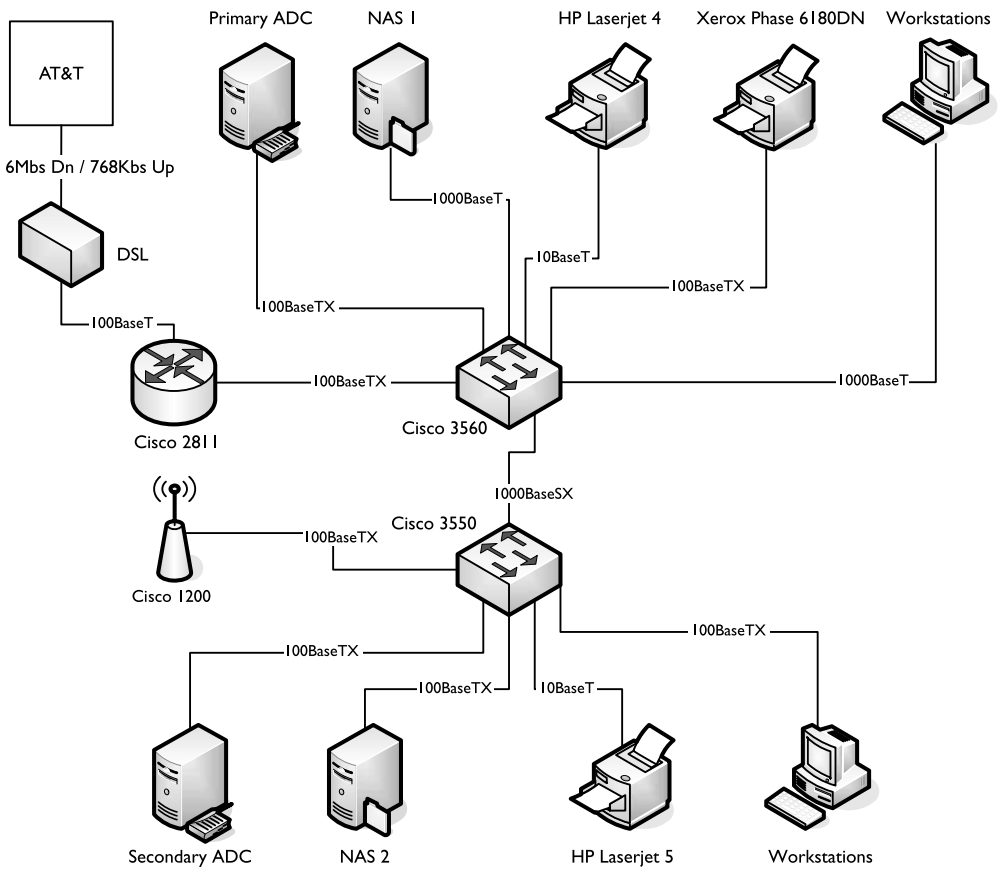 Primary ADC
NAS 1
HP Laserjet 4
Xerox Phase 6180DN
Workstations
AT&T
6Mbs Dn / 768Kbs Up
DSL
1000BaseT
10BaseT
100BaseTX
100BaseTX
100BaseT
100BaseTX
1000BaseT
Cisco 2811
Cisco 3560
1000BaseSX
Cisco 3550
100BaseTX
Cisco 1200
100BaseTX
100BaseTX
100BaseTX
10BaseT
Secondary ADC
NAS 2
HP Laserjet 5
Workstations